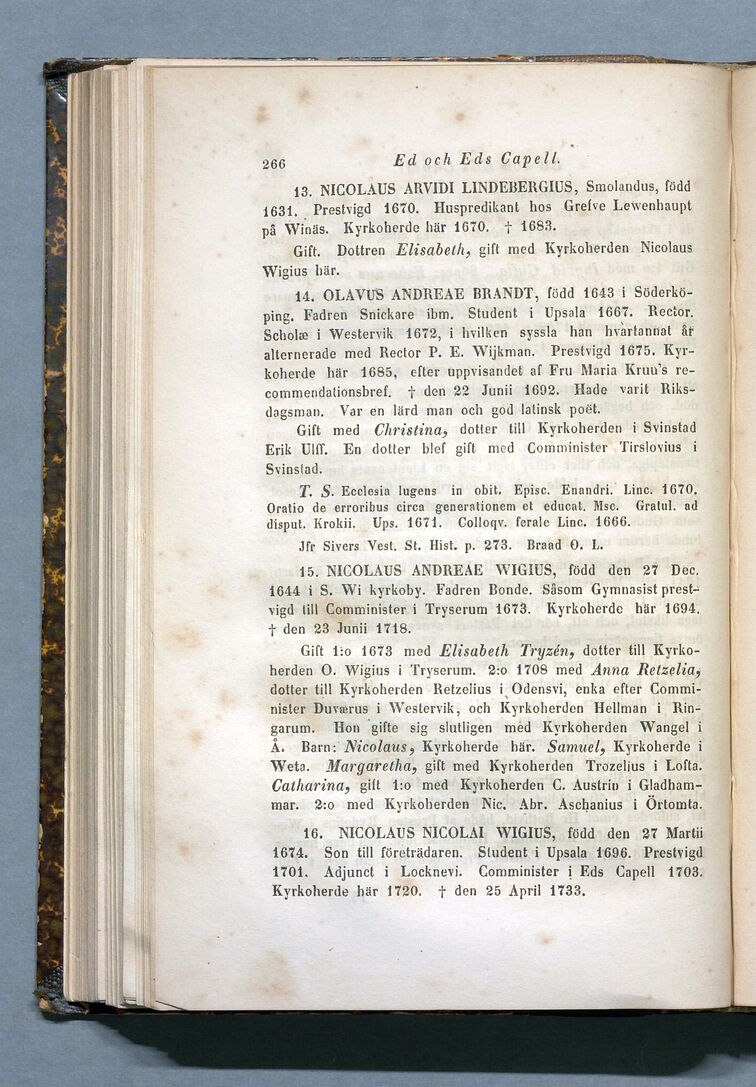 266 Ed och Eds Capell.
13. NICOLAUS ARVIDI LINDEBERGIUS, Smolandus, född
1631. Prestvigd 1670. Huspredikant hos Grefve Lewenhaupt
på Winäs. Kyrkoherde här 1670. † 1683.
Gift. Dottren Elisabeth, gift med Kyrkoherden Nicolaus
Wigius här.
14. OLAVUS ANDREAE BRANDT, född 1643 i Söderkö-
ping. Fadren Snickare ibm. Student i Upsala 1667. Rector.
Scholæ i Westervik 1672, i hvilken syssla han hvartannat år
alternerade med Rector P. E. Wijkman. Prestvigd 1675. Kyr-
koherde här 1685, efter uppvisandet af Fru Maria Kruu's re-
commendationsbref. † den 22 Junii 1692. Hade varit Riks-
dagsman. Var en lärd man och god latinsk poët.
Gift med Christina, dotter till Kyrkoherden i Svinstad
Erik Ulff. En dotter blef gift med Comminister Tirslovius i
Svinstad.
T. S. Ecclesia lugens in obit. Episc. Enandri. Linc. 1670.
Oratio de erroribus circa generationem et educat. Msc. Gratul. ad
disput. Krokii. Ups. 1671. Colloqv. ferale Linc. 1666.
Jfr Sivers Vest. St. Hist. p. 273. Braad O. L.
15. NICOLAUS ANDREAE WIGIUS, född den 27 Dec.
1644 i S. Wi kyrkoby. Fadren Bonde. Såsom Gymnasist prest-
vigd till Comminister i Tryserum 1673. Kyrkoherde här 1694.
† den 23 Junii 1718.
Gift 1:o 1673 med Elisabeth Tryzén, dotter till Kyrko-
herden O. Wigius i Tryserum. 2:o 1708 med Anna Retzelia,
dotter till Kyrkoherden Retzelius i Odensvi, enka efter Commi-
nister Duværus i Westervik, och Kyrkoherden Hellman i Rin-
garum. Hon gifte sig slutligen med Kyrkoherden Wangel i
Å. Barn: Nicolaus, Kyrkoherde här. Samuel, Kyrkoherde i
Weta. Margaretha, gift med Kyrkoherden Trozelius i Lofta.
Catharina, gift 1:o med Kyrkoherden C. Austrin i Gladham-
mar. 2:o med Kyrkoherden Nic. Abr. Aschanius i Örtomta.
16. NICOLAUS NICOLAI WIGIUS, född den 27 Martii
1674. Son till företrädaren. Student i Upsala 1696. Prestvigd
1701. Adjunct i Locknevi. Comminister i Eds Capell 1703.
Kyrkoherde här 1720. † den 25 April 1733.